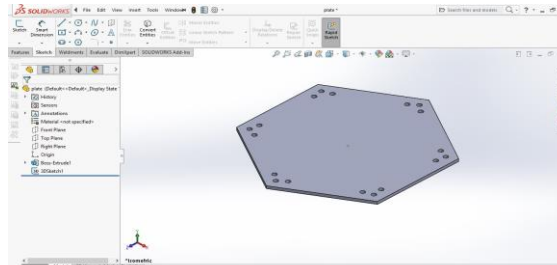 SOLIDWORKS File Edit View Insert Tools Window plate * Search files and models
Sketch Smart Dimension Convert Entities Rapid Sketch
Features Sketch Weldments Evaluate DimXpert SOLIDWORKS Add-Ins
plate (Default<<Default>_Display State
History
Sensors
Annotations
Material <not specified>
Front Plane
Top Plane
Right Plane
Origin
Boss-Extrude1
3DSketch1
*Isometric